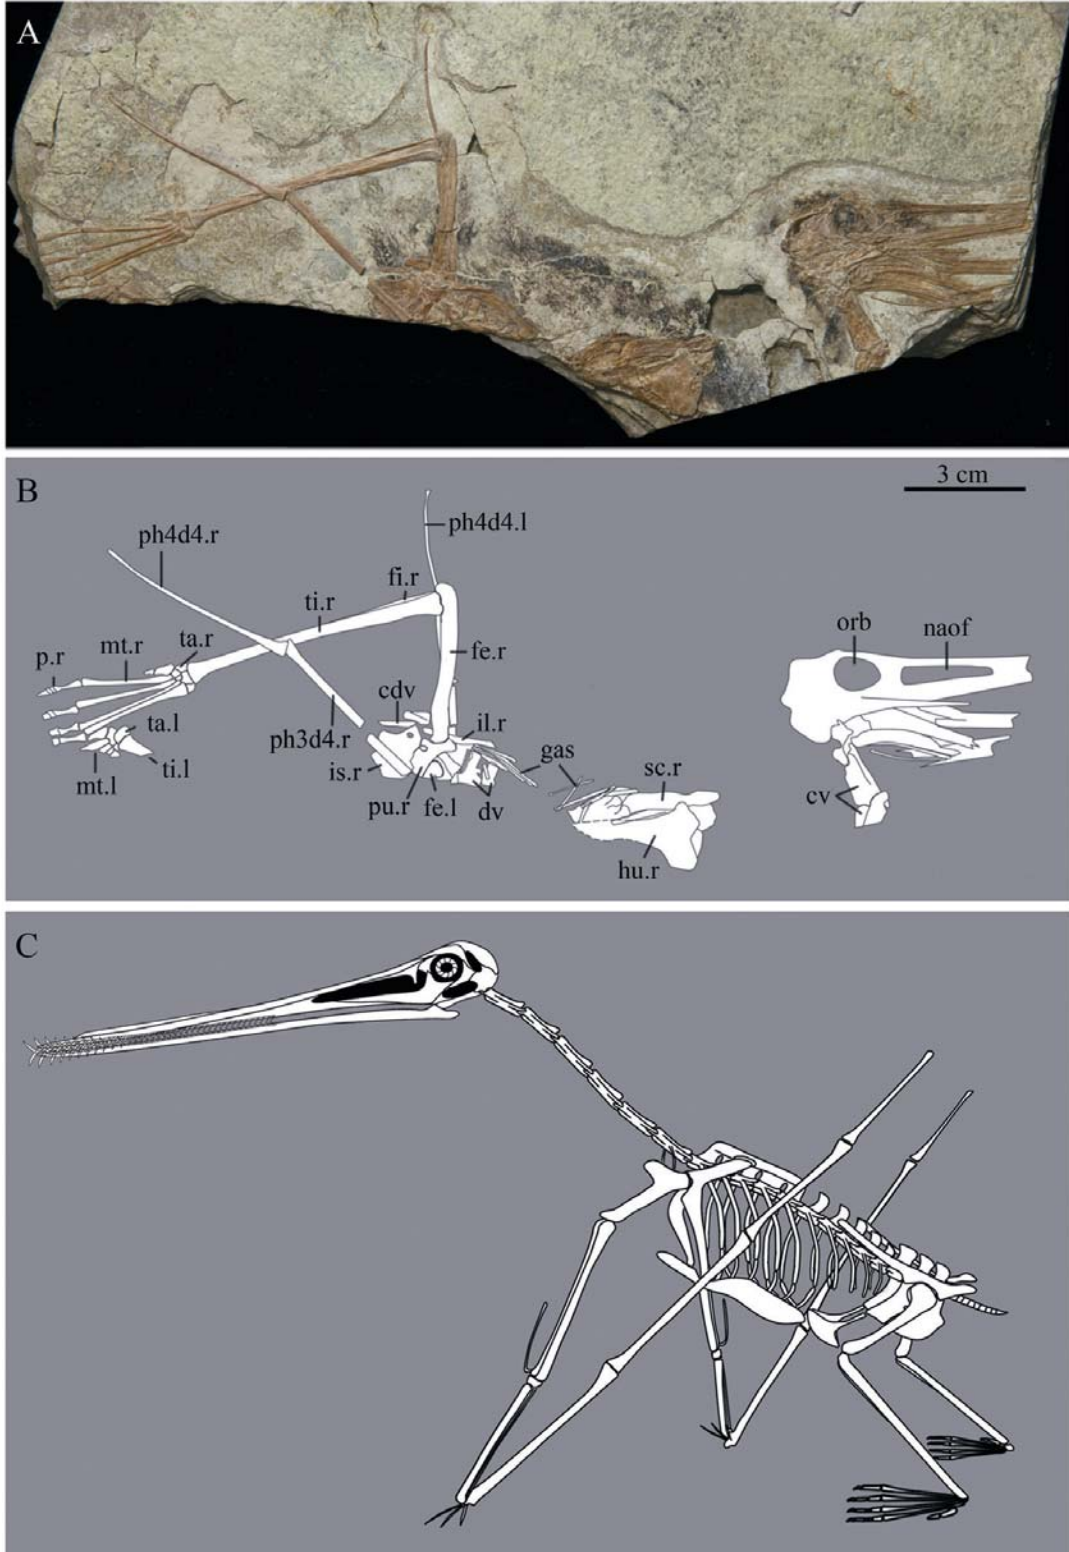 A
B
3 cm
ph4d4.r
ph4d4.l
fi.r
ti.r
orb
naof
ta.r
mt.r
p.r
fe.r
cdv
ta.l
ph3d4.r
il.r
is.r
gas
sc.r
mt.l
ti.l
pu.r
fe.l
dv
cv
hu.r
C